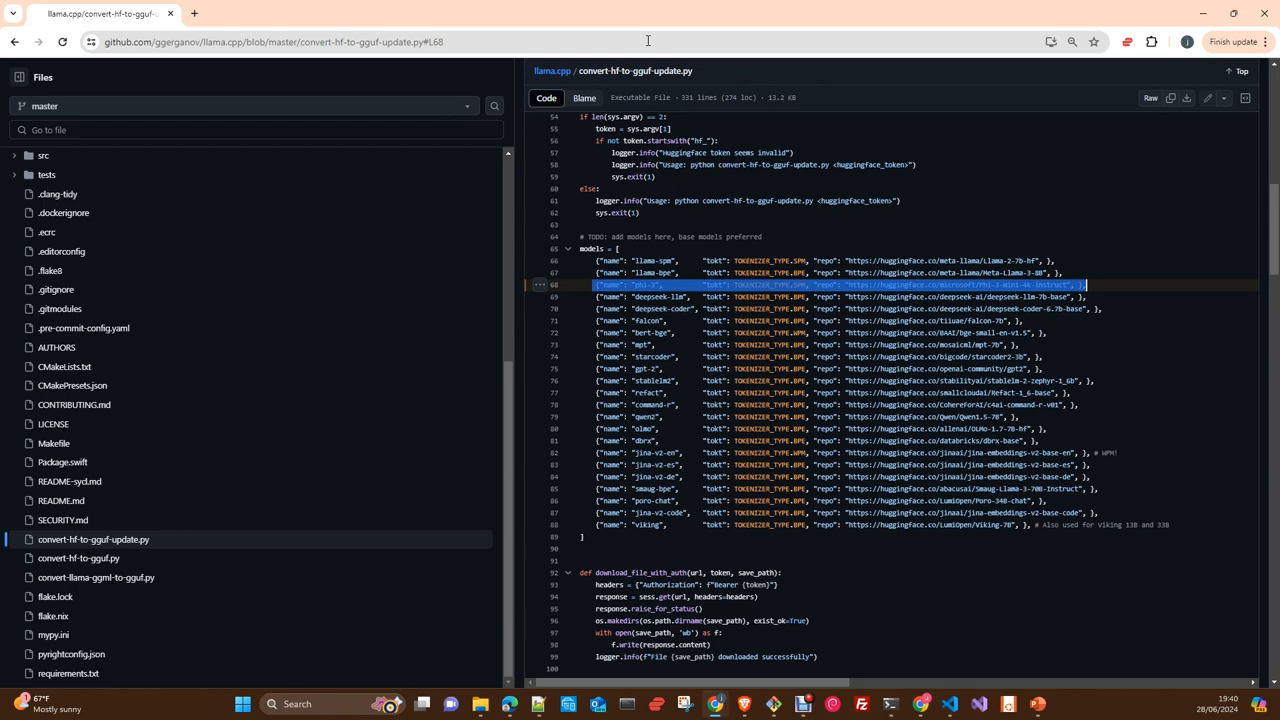 llama.cpp/convert-hf-to-gguf-upda
github.com/ggerganov/llama.cpp/blob/master/convert-hf-to-gguf-update.py#L68
j
Finish update
Files
master
Go to file
src
tests
.clang-tidy
.dockerignore
.ecrc
.editorconfig
.flake8
.gitignore
.gitmodules
.pre-commit-config.yaml
AUTHORS
CMakeLists.txt
CMakePresets.json
CONTRIBUTING.md
LICENSE
Makefile
Package.swift
README-sycl.md
README.md
SECURITY.md
convert-hf-to-gguf-update.py
convert-hf-to-gguf.py
convert-llama-ggml-to-gguf.py
flake.lock
flake.nix
mypy.ini
pyrightconfig.json
requirements.txt
llama.cpp/convert-hf-to-gguf-update.py
Top
Code Blame Executable File · 331 lines (274 loc) · 13.2 KB
Raw
54 if len(sys.argv) == 2:
55 token = sys.argv[1]
56 if not token.startswith("hf_"):
57 logger.info("Huggingface token seems invalid")
58 logger.info("Usage: python convert-hf-to-gguf-update.py <huggingface_token>")
59 sys.exit(1)
60 else:
61 logger.info("Usage: python convert-hf-to-gguf-update.py <huggingface_token>")
62 sys.exit(1)
63
64 # TODO: add models here, base models preferred
65 models = [
66 {"name": "llama-spm", "tokt": TOKENIZER_TYPE.SPM, "repo": "https://huggingface.co/meta-llama/Llama-2-7b-hf", },
67 {"name": "llama-bpe", "tokt": TOKENIZER_TYPE.BPE, "repo": "https://huggingface.co/meta-llama/Meta-Llama-3-8B", },
68 {"name": "phi-3", "tokt": TOKENIZER_TYPE.SPM, "repo": "https://huggingface.co/microsoft/Phi-3-mini-4k-instruct", },
69 {"name": "deepseek-llm", "tokt": TOKENIZER_TYPE.BPE, "repo": "https://huggingface.co/deepseek-ai/deepseek-llm-7b-base", },
70 {"name": "deepseek-coder", "tokt": TOKENIZER_TYPE.BPE, "repo": "https://huggingface.co/deepseek-ai/deepseek-coder-6.7b-base", },
71 {"name": "falcon", "tokt": TOKENIZER_TYPE.BPE, "repo": "https://huggingface.co/tiiuae/falcon-7b", },
72 {"name": "bert-bge", "tokt": TOKENIZER_TYPE.WPM, "repo": "https://huggingface.co/BAAI/bge-small-en-v1.5", },
73 {"name": "mpt", "tokt": TOKENIZER_TYPE.BPE, "repo": "https://huggingface.co/mosaicml/mpt-7b", },
74 {"name": "starcoder", "tokt": TOKENIZER_TYPE.BPE, "repo": "https://huggingface.co/bigcode/starcoder2-3b", },
75 {"name": "gpt-2", "tokt": TOKENIZER_TYPE.BPE, "repo": "https://huggingface.co/openai-community/gpt2", },
76 {"name": "stablelm2", "tokt": TOKENIZER_TYPE.BPE, "repo": "https://huggingface.co/stabilityai/stablelm-2-zephyr-1_6b", },
77 {"name": "refact", "tokt": TOKENIZER_TYPE.BPE, "repo": "https://huggingface.co/smallcloudai/Refact-1_6-base", },
78 {"name": "command-r", "tokt": TOKENIZER_TYPE.BPE, "repo": "https://huggingface.co/CohereForAI/c4ai-command-r-v01", },
79 {"name": "qwen2", "tokt": TOKENIZER_TYPE.BPE, "repo": "https://huggingface.co/Qwen/Qwen1.5-7B", },
80 {"name": "olmo", "tokt": TOKENIZER_TYPE.BPE, "repo": "https://huggingface.co/allenai/OLMo-1.7-7B-hf", },
81 {"name": "dbrx", "tokt": TOKENIZER_TYPE.BPE, "repo": "https://huggingface.co/databricks/dbrx-base", },
82 {"name": "jina-v2-en", "tokt": TOKENIZER_TYPE.WPM, "repo": "https://huggingface.co/jinaai/jina-embeddings-v2-base-en", }, # WPM!
83 {"name": "jina-v2-es", "tokt": TOKENIZER_TYPE.BPE, "repo": "https://huggingface.co/jinaai/jina-embeddings-v2-base-es", },
84 {"name": "jina-v2-de", "tokt": TOKENIZER_TYPE.BPE, "repo": "https://huggingface.co/jinaai/jina-embeddings-v2-base-de", },
85 {"name": "smaug-bpe", "tokt": TOKENIZER_TYPE.BPE, "repo": "https://huggingface.co/abacusai/Smaug-Llama-3-70B-Instruct", },
86 {"name": "poro-chat", "tokt": TOKENIZER_TYPE.BPE, "repo": "https://huggingface.co/LumiOpen/Poro-34B-chat", },
87 {"name": "jina-v2-code", "tokt": TOKENIZER_TYPE.BPE, "repo": "https://huggingface.co/jinaai/jina-embeddings-v2-base-code", },
88 {"name": "viking", "tokt": TOKENIZER_TYPE.BPE, "repo": "https://huggingface.co/LumiOpen/Viking-7B", }, # Also used for Viking 13B and 33B
89 ]
90
91
92 def download_file_with_auth(url, token, save_path):
93 headers = {"Authorization": f"Bearer {token}"}
94 response = sess.get(url, headers=headers)
95 response.raise_for_status()
96 os.makedirs(os.path.dirname(save_path), exist_ok=True)
97 with open(save_path, 'wb') as f:
98 f.write(response.content)
99 logger.info(f"File {save_path} downloaded successfully")
100
67°F
Mostly sunny
Search
19:40
28/06/2024